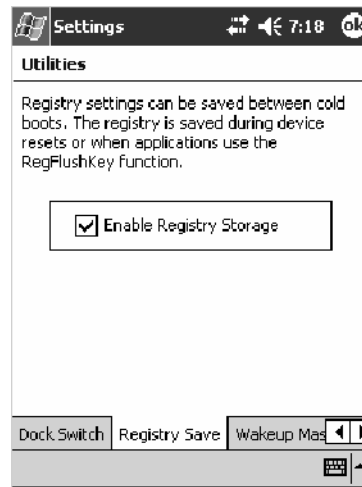 Settings 7:18 ok
Utilities
Registry settings can be saved between cold
boots. The registry is saved during device
resets or when applications use the
RegFlushKey function.
Enable Registry Storage
Dock Switch Registry Save Wakeup Mas